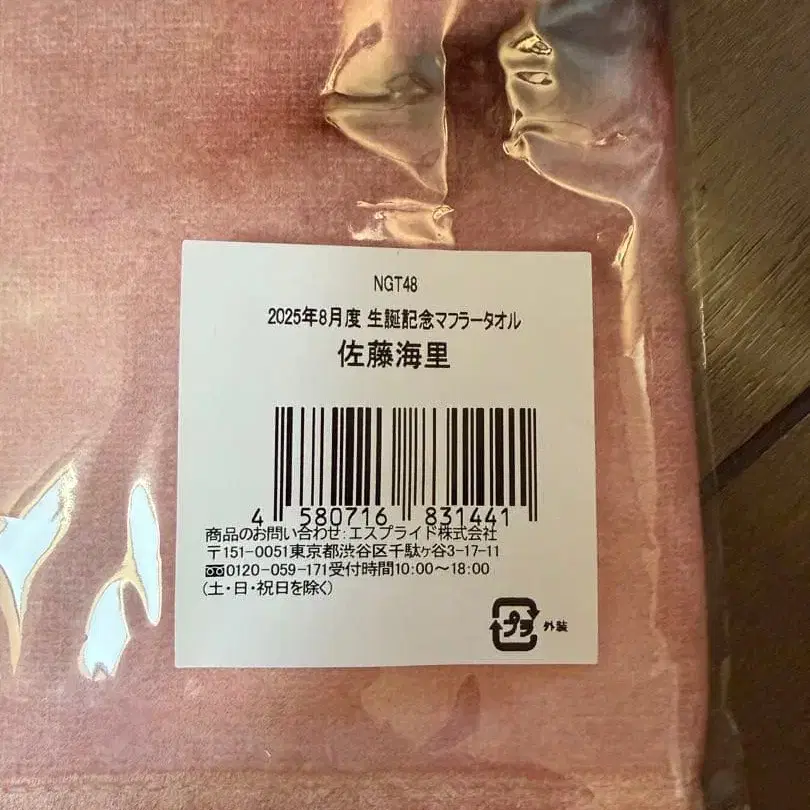 NGT48
2025年8月度 生誕記念マフラータオル
佐藤海里
4 580716 831441
商品のお問い合わせ:エスプライド株式会社
〒151-0051東京都渋谷区千駄ヶ谷3-17-11
0120-059-171受付時間10:00～18:00
(土・日・祝日を除く)
プラ 外装